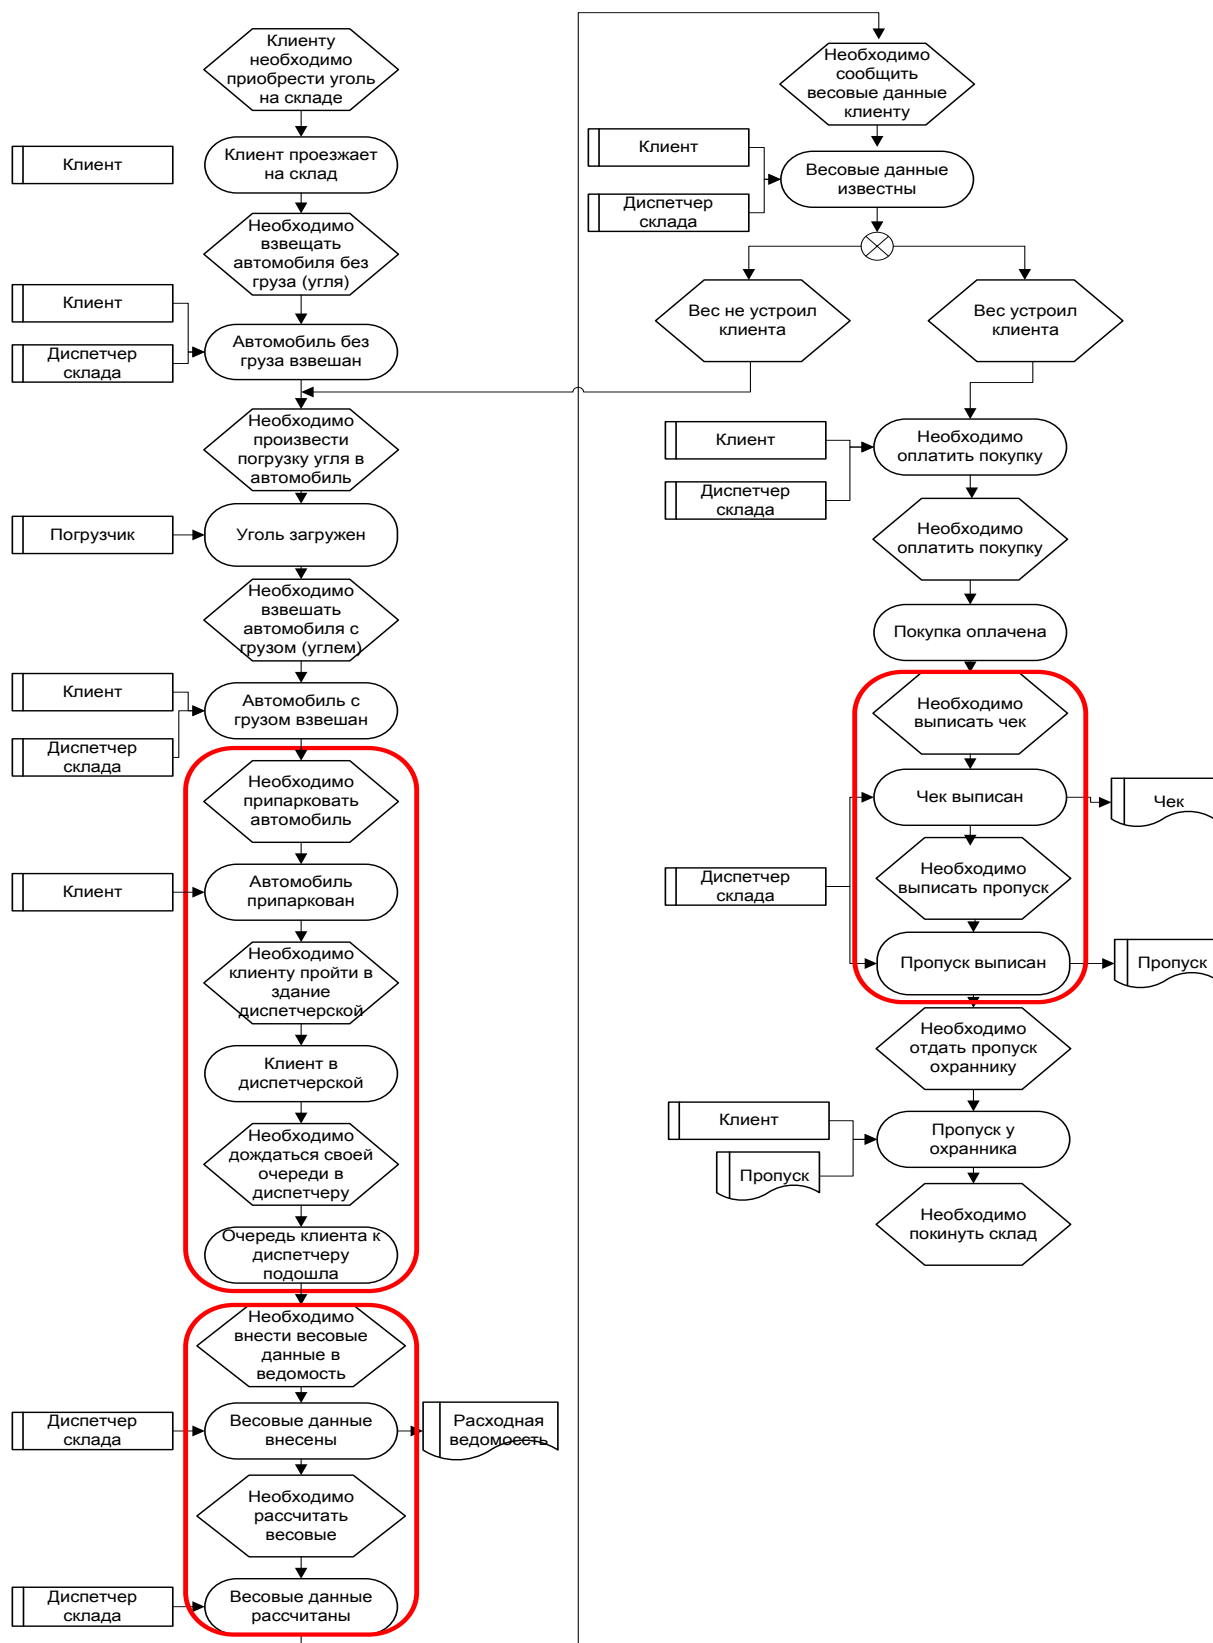 Клиенту
необходимо
приобрести уголь
на складе
Клиент
Клиент проезжает
на склад
Необходимо
взвещать
автомобиля без
груза (угля)
Клиент
Диспетчер
склада
Автомобиль без
груза взвешан
Необходимо
произвести
погрузку угля в
автомобиль
Погрузчик
Уголь загружен
Необходимо
взвешать
автомобиля с
грузом (углем)
Клиент
Диспетчер
склада
Автомобиль с
грузом взвешан
Необходимо
припарковать
автомобиль
Клиент
Автомобиль
припаркован
Необходимо
клиенту пройти в
здание
диспетчерской
Клиент в
диспетчерской
Необходимо
дождаться своей
очереди в
диспетчеру
Очередь клиента к
диспетчеру
подошла
Необходимо
внести весовые
данные в
ведомость
Диспетчер
склада
Весовые данные
внесены
Расходная
ведомоссть
Необходимо
рассчитать
весовые
Диспетчер
склада
Весовые данные
рассчитаны
Необходимо
сообщить
весовые данные
клиенту
Клиент
Диспетчер
склада
Весовые данные
известны
Вес не устроил
клиента
Вес устроил
клиента
Клиент
Диспетчер
склада
Необходимо
оплатить покупку
Необходимо
оплатить покупку
Покупка оплачена
Необходимо
выписать чек
Чек выписан
Чек
Диспетчер
склада
Необходимо
выписать пропуск
Пропуск выписан
Пропуск
Необходимо
отдать пропуск
охраннику
Клиент
Пропуск
Пропуск у
охранника
Необходимо
покинуть склад